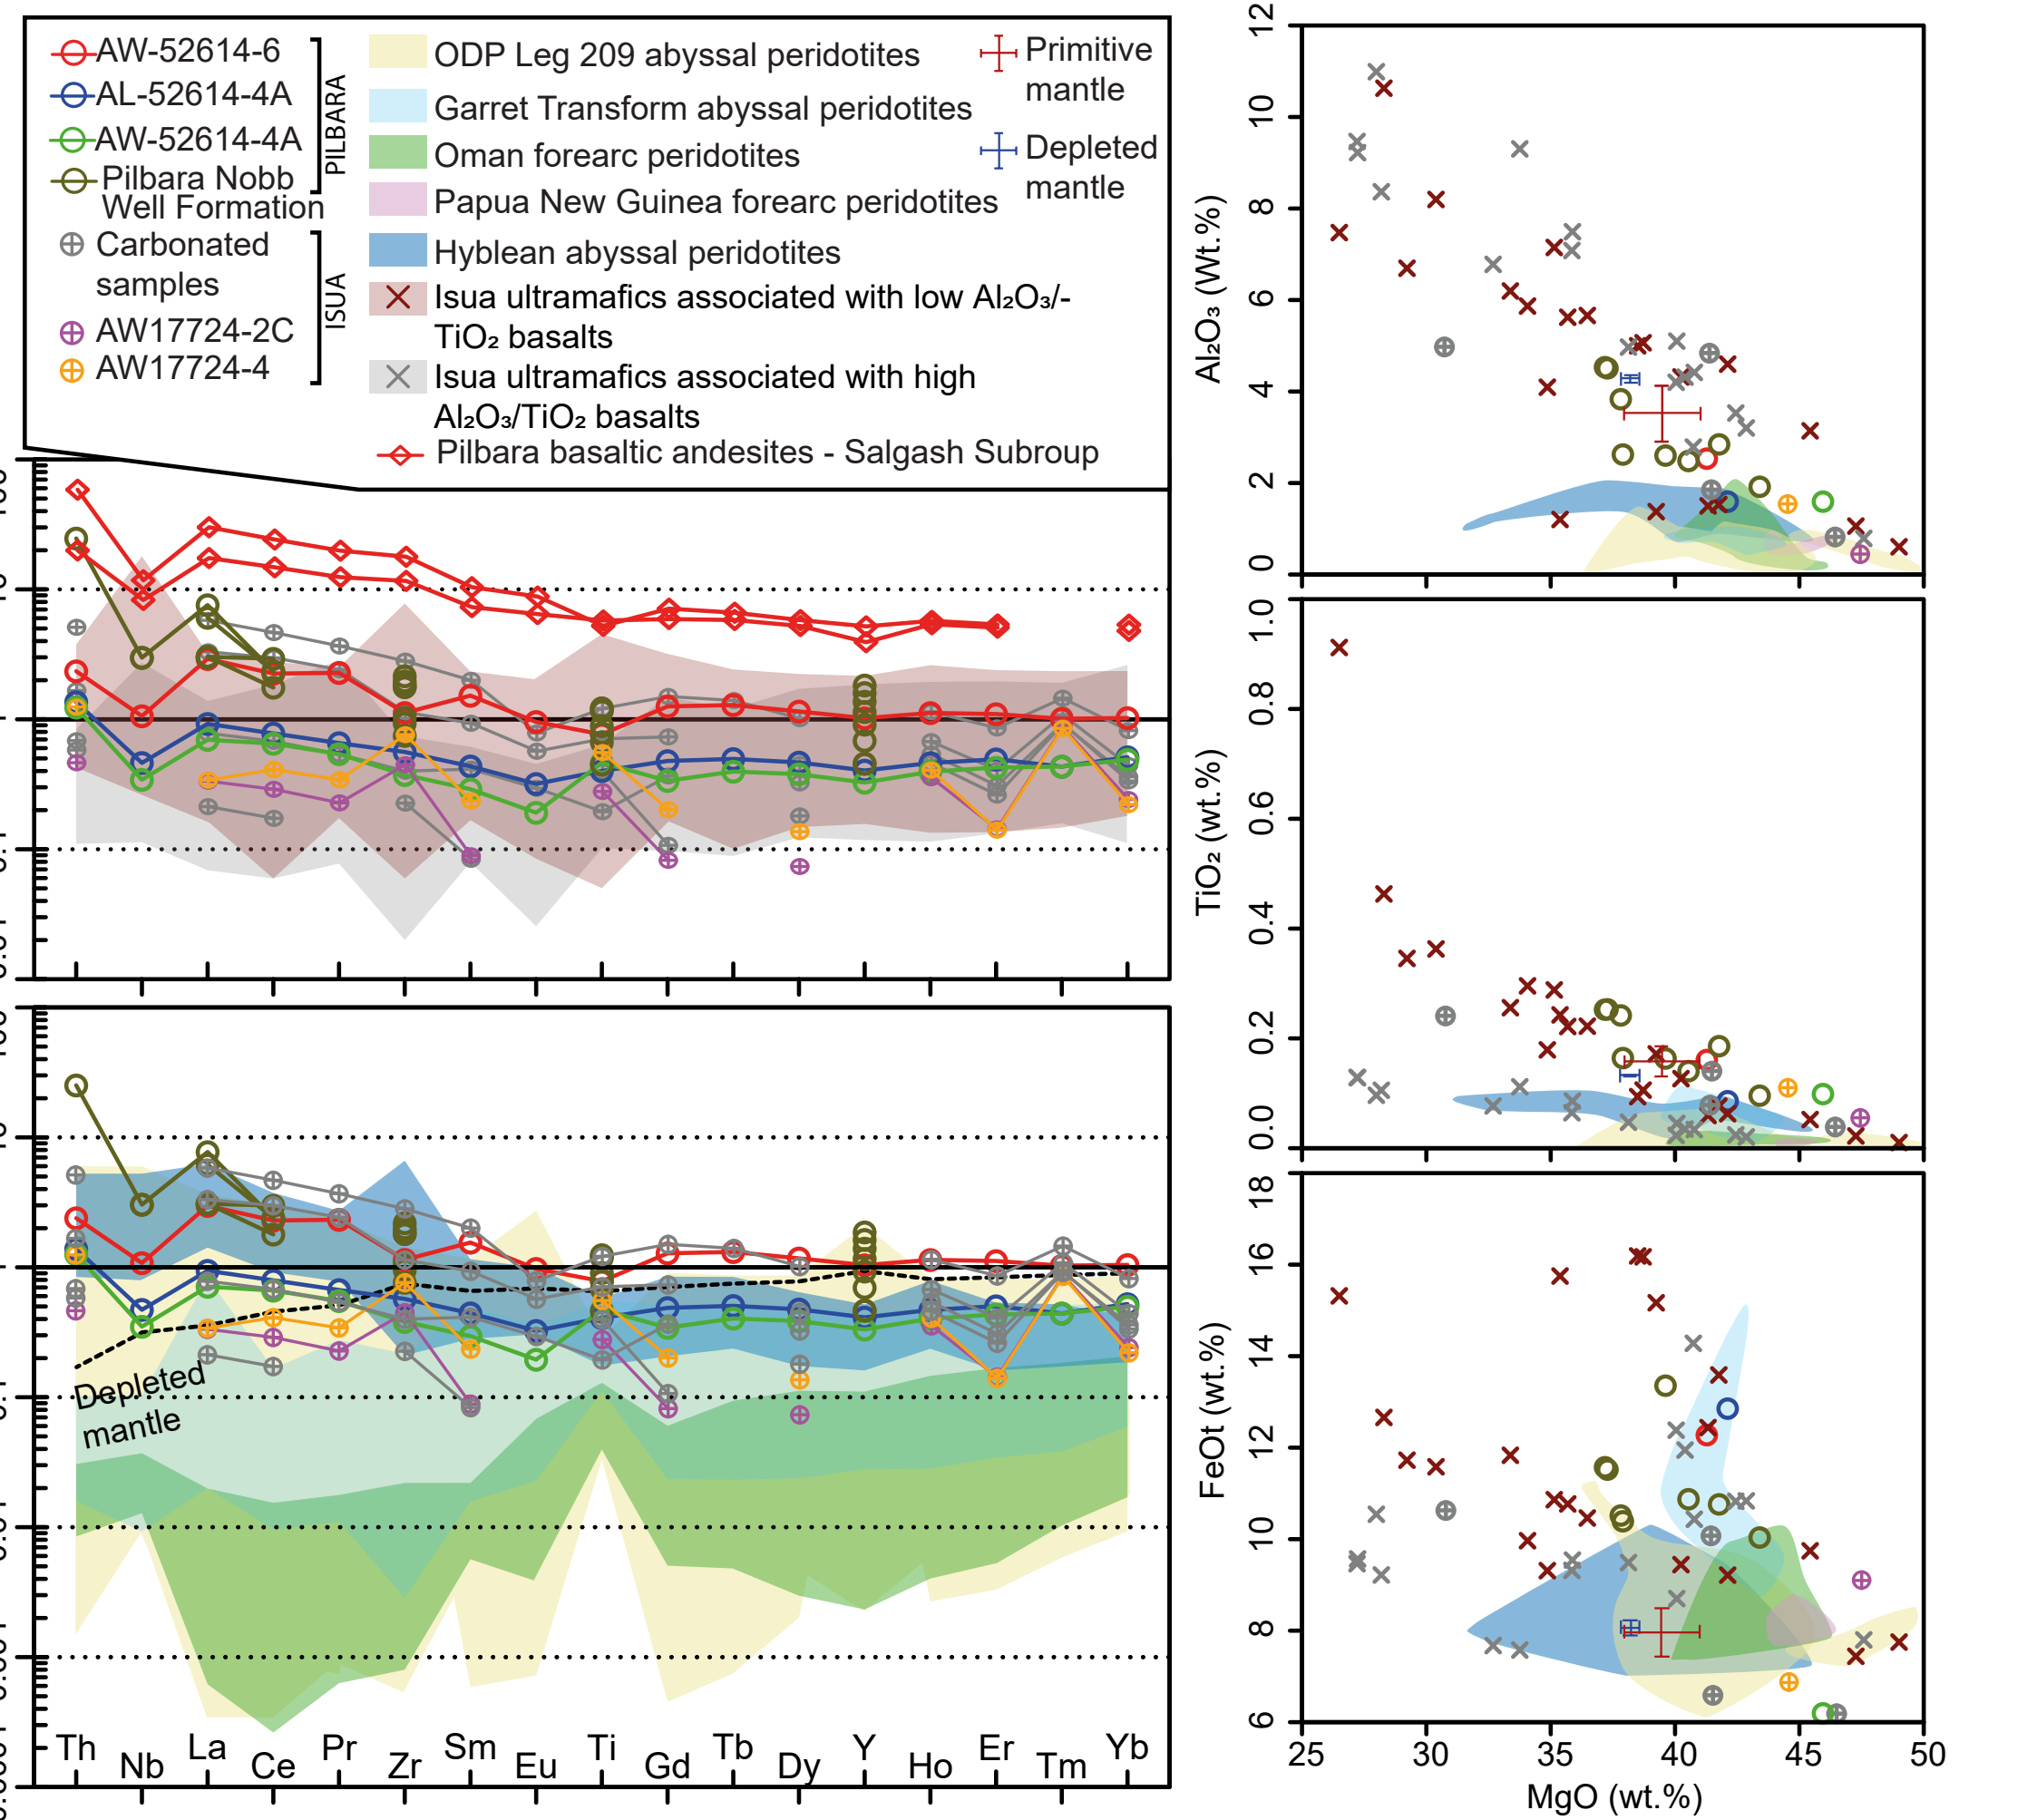 AW-52614-6
AL-52614-4A
AW-52614-4A
Pilbara Nobb
Well Formation
PILBARA
Carbonated
samples
AW17724-2C
AW17724-4
ISUA
ODP Leg 209 abyssal peridotites
Garret Transform abyssal peridotites
Oman forearc peridotites
Papua New Guinea forearc peridotites
Hyblean abyssal peridotites
Isua ultramafics associated with low Al₂O₃/-
TiO₂ basalts
Isua ultramafics associated with high
Al₂O₃/TiO₂ basalts
Pilbara basaltic andesites - Salgash Subroup
Primitive
mantle
Depleted
mantle
Depleted
mantle
Th Nb La Ce Pr Zr Sm Eu Ti Gd Tb Dy Y Ho Er Tm Yb
Al₂O₃ (Wt.%)
12
10
8
6
4
2
0
TiO₂ (wt.%)
1.0
0.8
0.6
0.4
0.2
0.0
FeOt (wt.%)
18
16
14
12
10
8
6
25 30 35 40 45 50
MgO (wt.%)